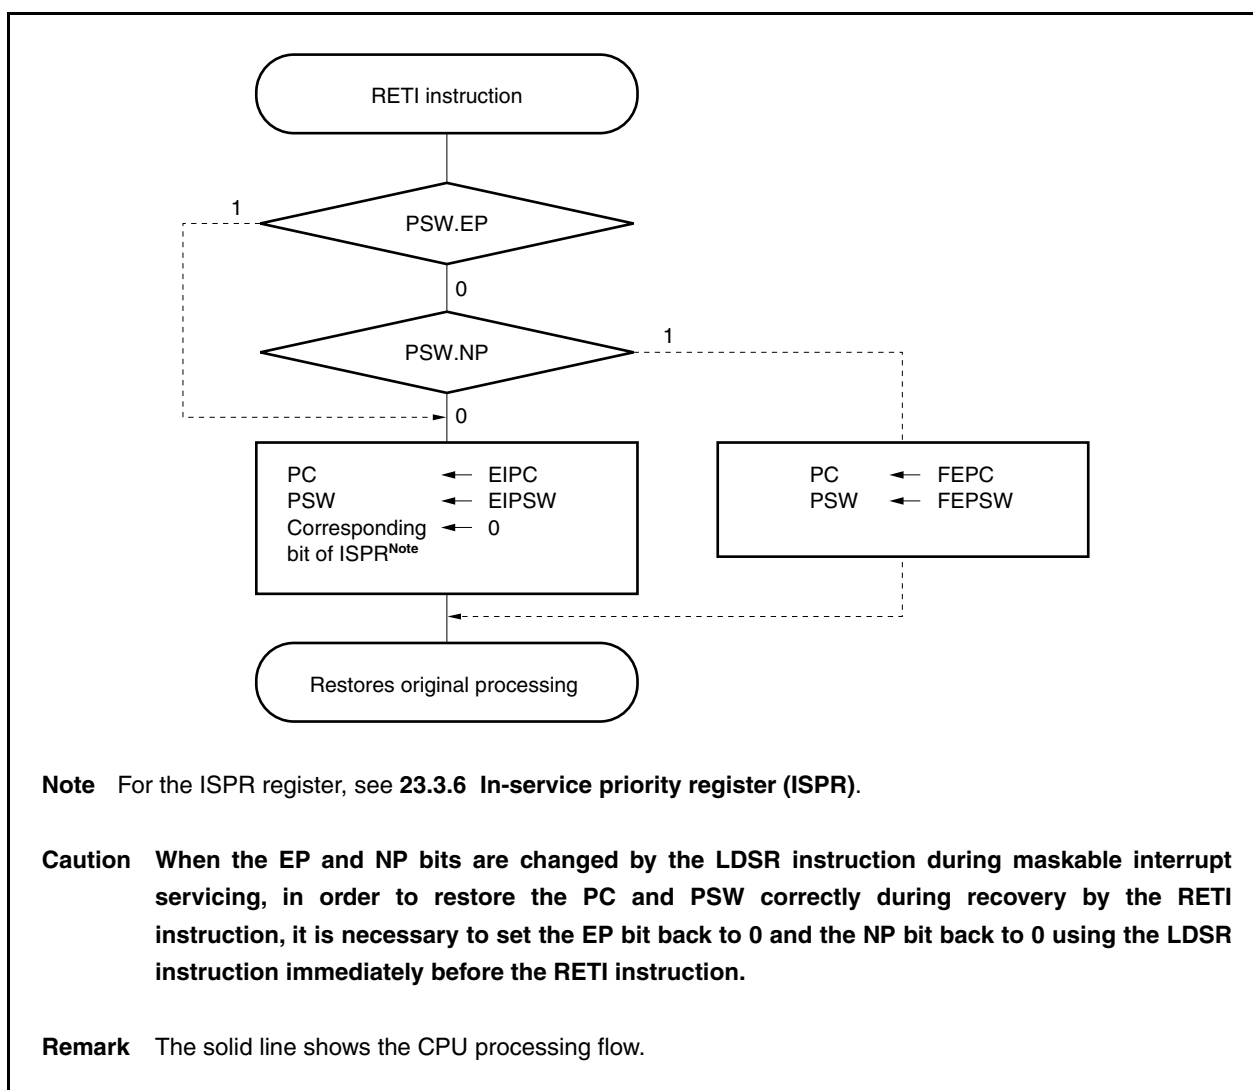 RETI instruction
1
PSW.EP
0
1
PSW.NP
0
PC ← EIPC
PSW ← EIPSW
Corresponding ← 0
bit of ISPRNote
PC ← FEPC
PSW ← FEPSW
Restores original processing
Note For the ISPR register, see 23.3.6 In-service priority register (ISPR).
Caution When the EP and NP bits are changed by the LDSR instruction during maskable interrupt
servicing, in order to restore the PC and PSW correctly during recovery by the RETI
instruction, it is necessary to set the EP bit back to 0 and the NP bit back to 0 using the LDSR
instruction immediately before the RETI instruction.
Remark The solid line shows the CPU processing flow.